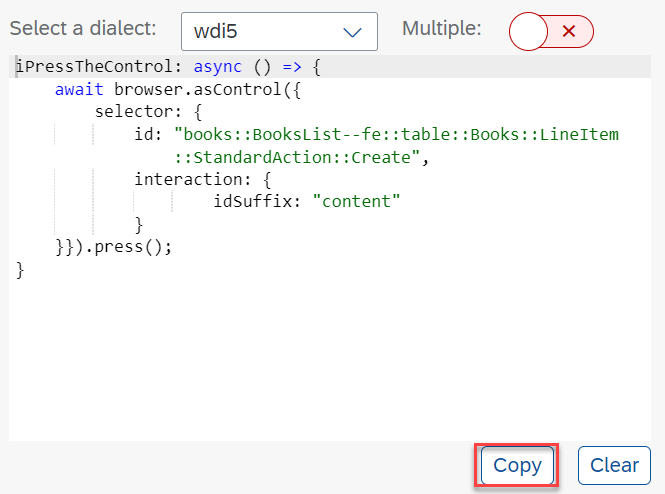 Select a dialect: wdi5 Multiple:
iPressTheControl: async () => {
await browser.asControl({
selector: {
id: "books::BooksList--fe::table::Books::LineItem
::StandardAction::Create",
interaction: {
idSuffix: "content"
}
}}).press();
}
Copy Clear